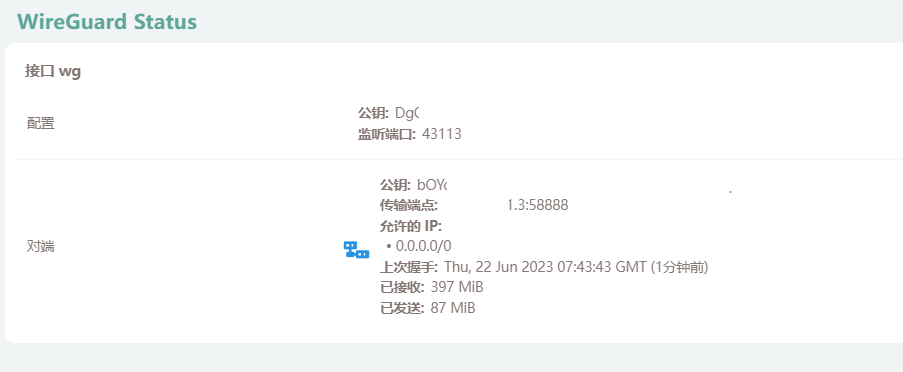 WireGuard Status
接口 wg
配置
公钥: Dg
监听端口: 43113
对端
公钥: bOY
传输端点: 1.3:58888
允许的 IP:
• 0.0.0.0/0
上次握手: Thu, 22 Jun 2023 07:43:43 GMT (1分钟前)
已接收: 397 MiB
已发送: 87 MiB